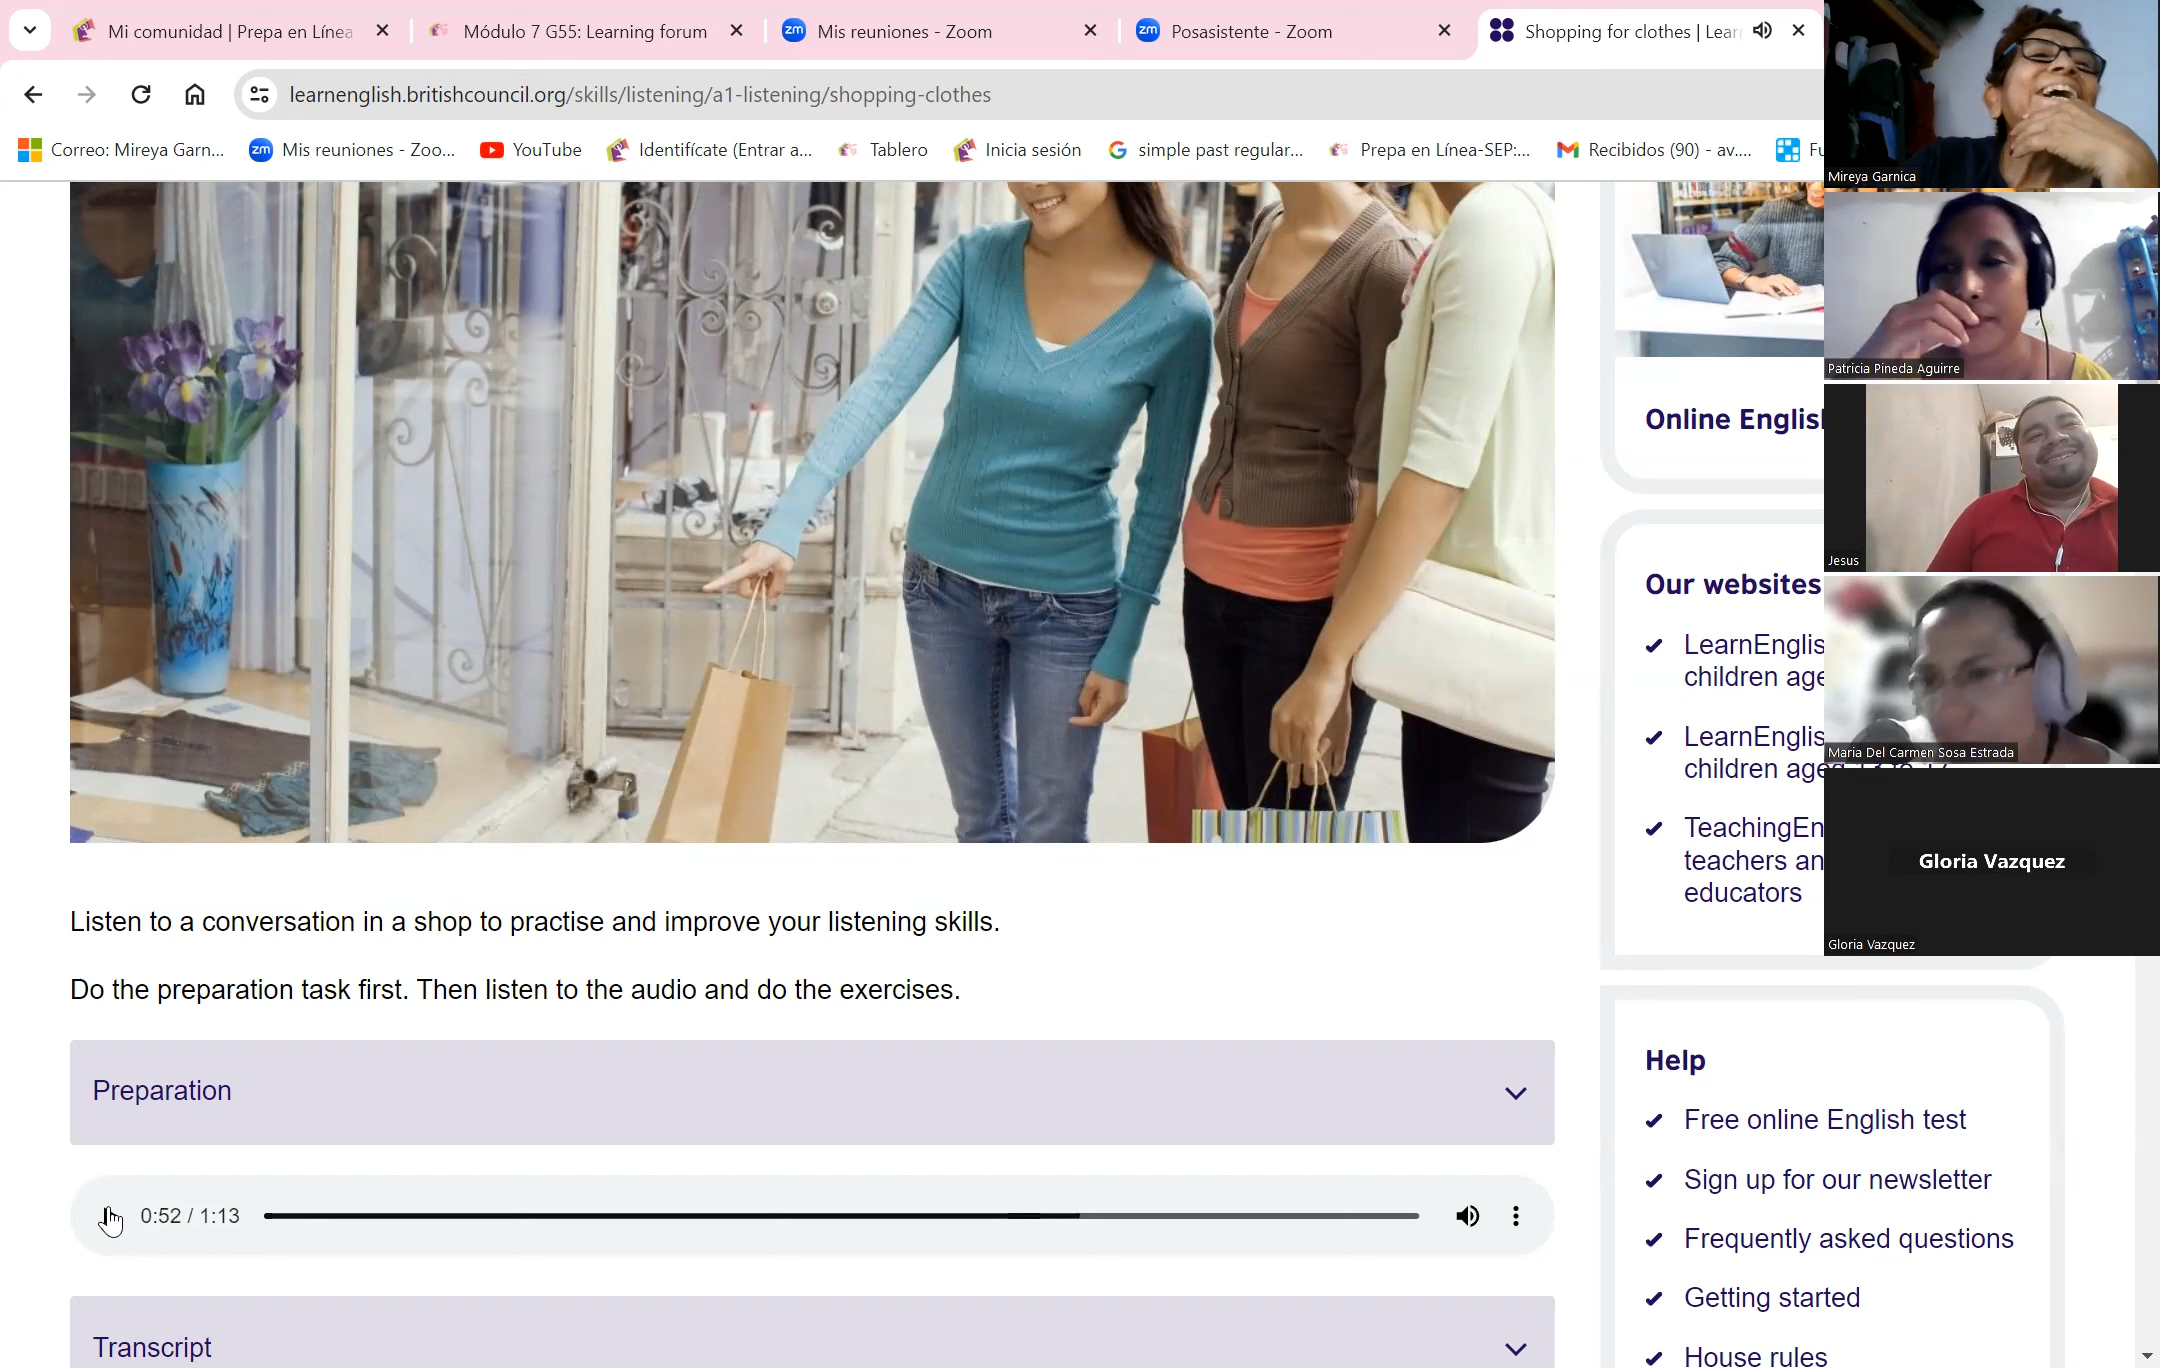 Mi comunidad | Prepa en Línea
Módulo 7 G55: Learning forum
Mis reuniones - Zoom
Posasistente - Zoom
Shopping for clothes | Lear
learnenglish.britishcouncil.org/skills/listening/a1-listening/shopping-clothes
Correo: Mireya Garn...
zm Mis reuniones - Zoo...
YouTube
Identifícate (Entrar a...
Tablero
Inicia sesión
simple past regular...
Prepa en Línea-SEP:...
Recibidos (90) - av....
Fu
Mireya Garnica
Patricia Pineda Aguirre
Jesus
Maria Del Carmen Sosa Estrada
Gloria Vazquez
Gloria Vazquez
Online Englis
Our websites
LearnEnglis
children age
LearnEnglis
children aged
TeachingEn
teachers an
educators
Listen to a conversation in a shop to practise and improve your listening skills.
Do the preparation task first. Then listen to the audio and do the exercises.
Preparation
0:52 / 1:13
Transcript
Help
Free online English test
Sign up for our newsletter
Frequently asked questions
Getting started
House rules